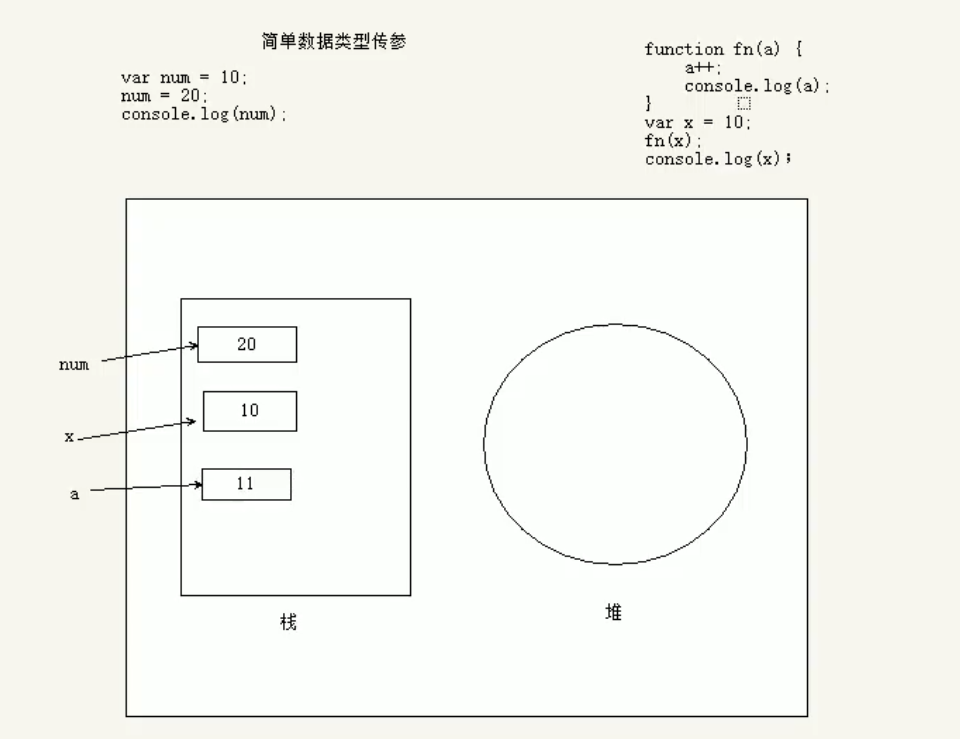 简单数据类型传参
var num = 10;
num = 20;
console.log(num);
function fn(a) {
a++;
console.log(a);
}
var x = 10;
fn(x);
console.log(x);
num
20
x
10
a
11
栈
堆